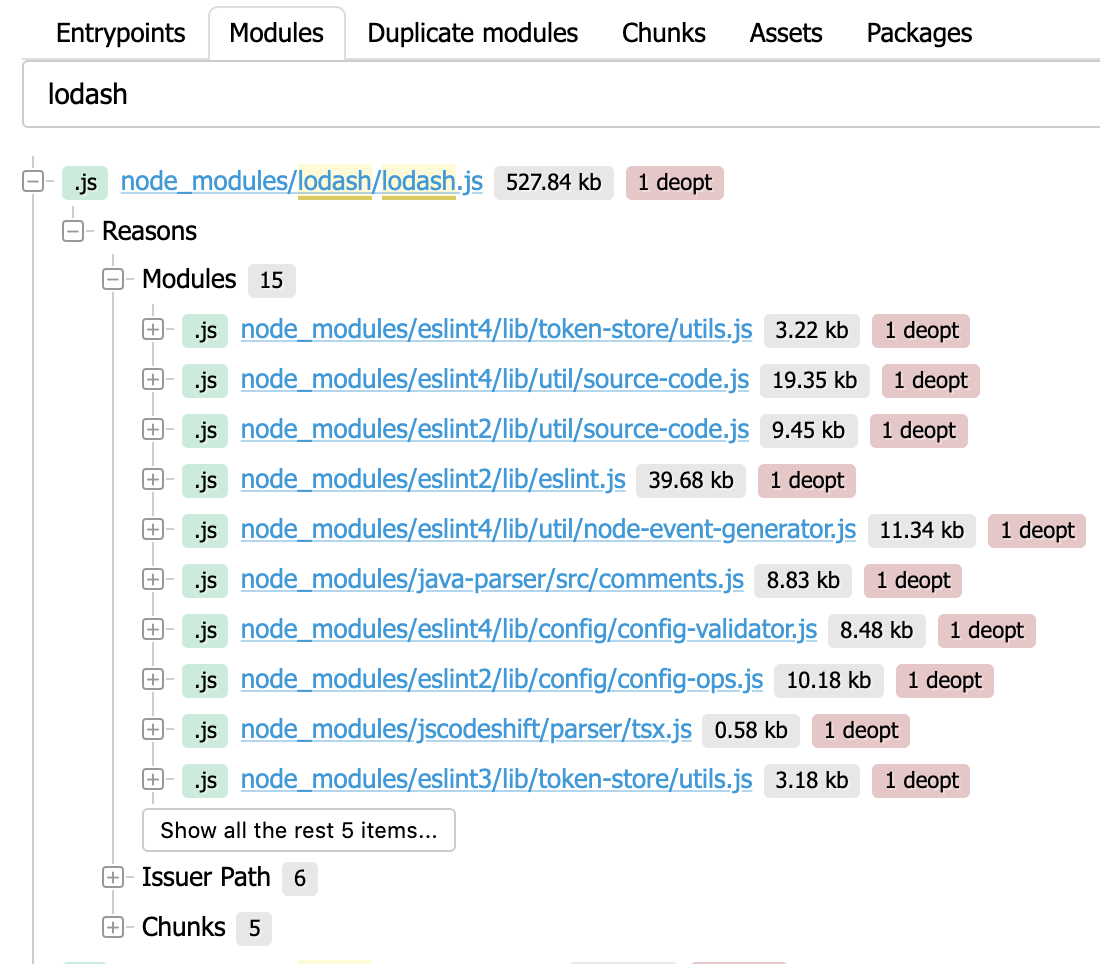 Entrypoints Modules Duplicate modules Chunks Assets Packages
lodash
.js node_modules/lodash/lodash.js 527.84 kb 1 deopt
Reasons
Modules 15
.js node_modules/eslint4/lib/token-store/utils.js 3.22 kb 1 deopt
.js node_modules/eslint4/lib/util/source-code.js 19.35 kb 1 deopt
.js node_modules/eslint2/lib/util/source-code.js 9.45 kb 1 deopt
.js node_modules/eslint2/lib/eslint.js 39.68 kb 1 deopt
.js node_modules/eslint4/lib/util/node-event-generator.js 11.34 kb 1 deopt
.js node_modules/java-parser/src/comments.js 8.83 kb 1 deopt
.js node_modules/eslint4/lib/config/config-validator.js 8.48 kb 1 deopt
.js node_modules/eslint2/lib/config/config-ops.js 10.18 kb 1 deopt
.js node_modules/jscodeshift/parser/tsx.js 0.58 kb 1 deopt
.js node_modules/eslint3/lib/token-store/utils.js 3.18 kb 1 deopt
Show all the rest 5 items...
Issuer Path 6
Chunks 5